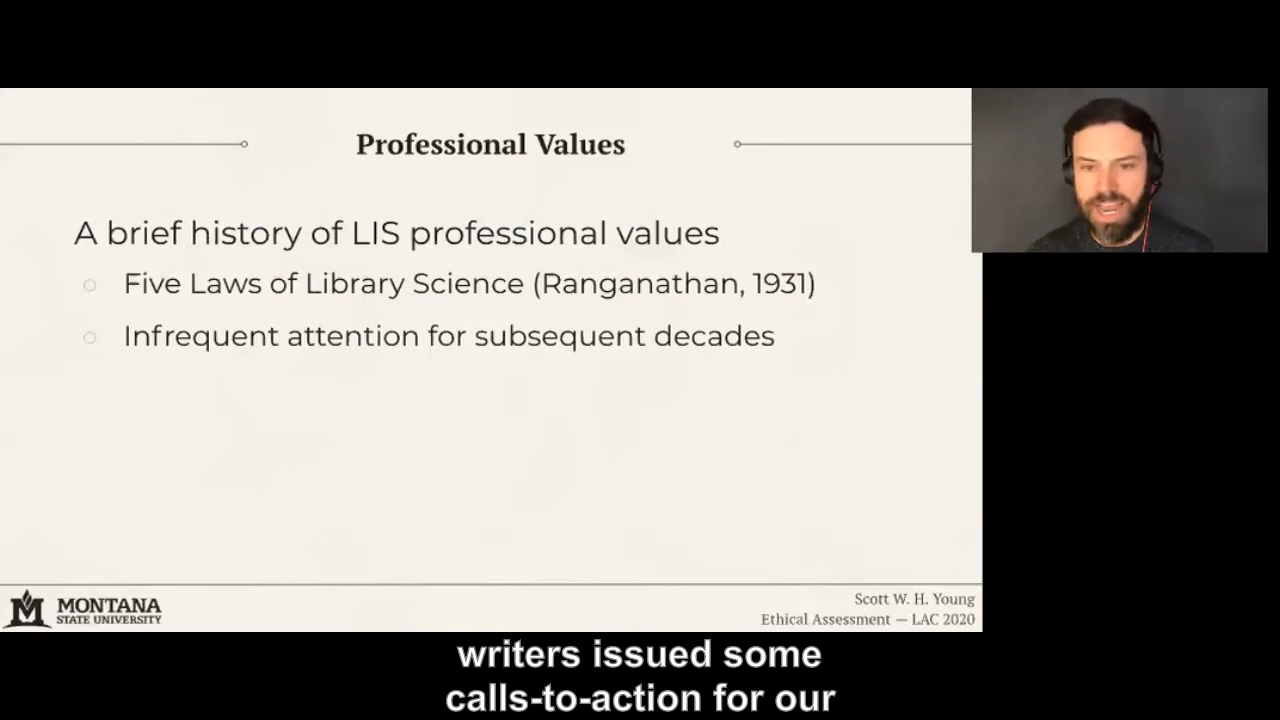 Professional Values
A brief history of LIS professional values
Five Laws of Library Science (Ranganathan, 1931)
Infrequent attention for subsequent decades
MONTANA
STATE UNIVERSITY
Scott W. H. Young
Ethical Assessment — LAC 2020
writers issued some
calls-to-action for our